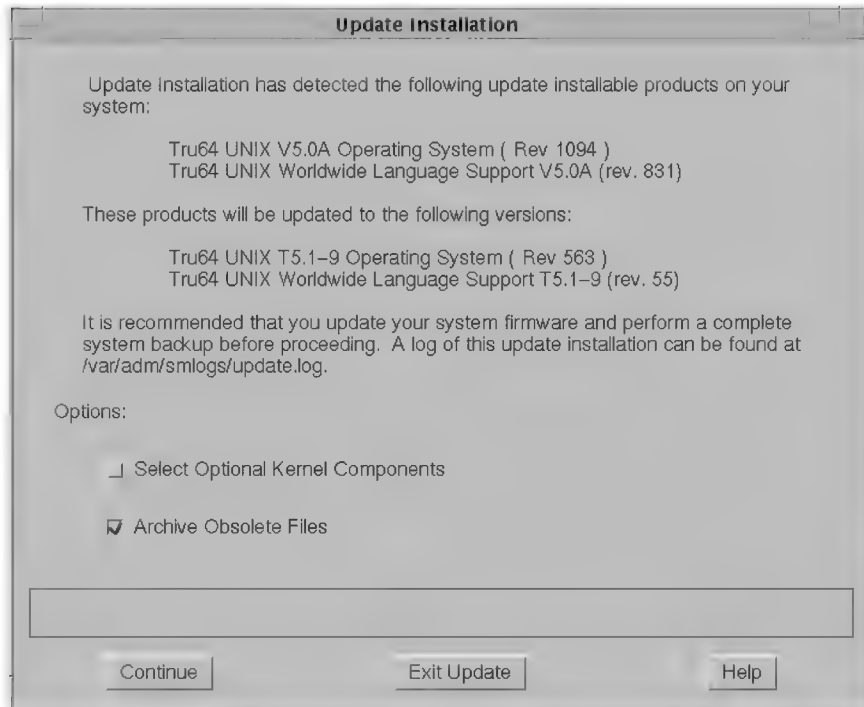 Update Installation
Update Installation has detected the following update installable products on your
system:
Tru64 UNIX V5.0A Operating System ( Rev 1094 )
Tru64 UNIX Worldwide Language Support V5.0A (rev. 831)
These products will be updated to the following versions:
Tru64 UNIX T5.1–9 Operating System ( Rev 563 )
Tru64 UNIX Worldwide Language Support T5.1–9 (rev. 55)
It is recommended that you update your system firmware and perform a complete
system backup before proceeding.  A log of this update installation can be found at
/var/adm/smlogs/update.log.
Options:
Select Optional Kernel Components
Archive Obsolete Files
Continue Exit Update Help